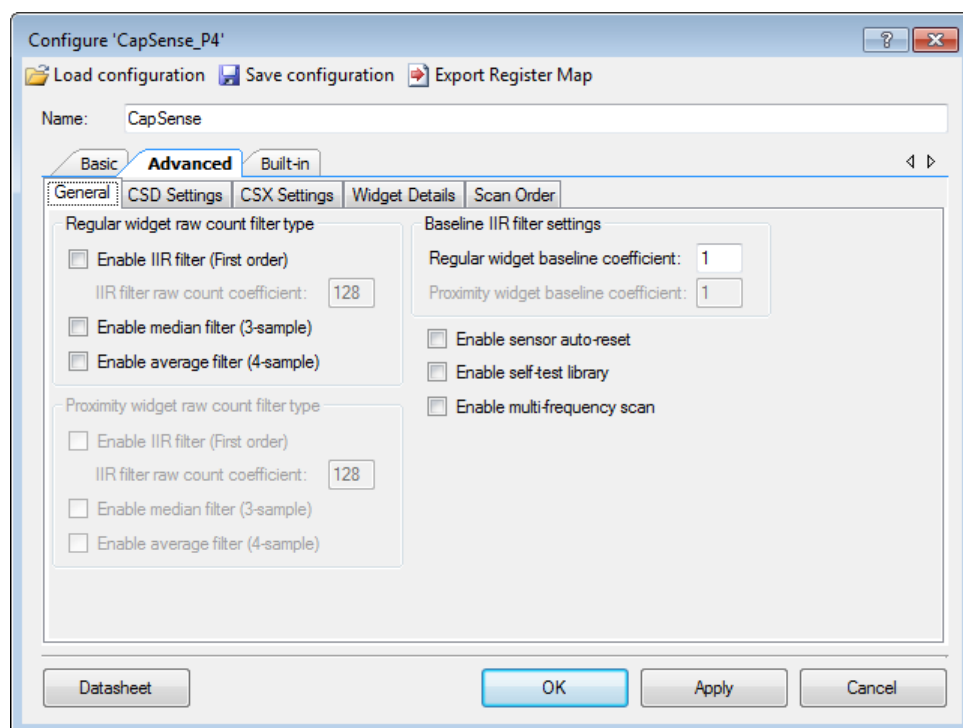 Configure 'CapSense_P4'
Load configuration Save configuration Export Register Map
Name: CapSense
Basic Advanced Built-in
General CSD Settings CSX Settings Widget Details Scan Order
Regular widget raw count filter type
Enable IIR filter (First order)
IIR filter raw count coefficient: 128
Enable median filter (3-sample)
Enable average filter (4-sample)
Proximity widget raw count filter type
Enable IIR filter (First order)
IIR filter raw count coefficient: 128
Enable median filter (3-sample)
Enable average filter (4-sample)
Baseline IIR filter settings
Regular widget baseline coefficient: 1
Proximity widget baseline coefficient: 1
Enable sensor auto-reset
Enable self-test library
Enable multi-frequency scan
Datasheet OK Apply Cancel